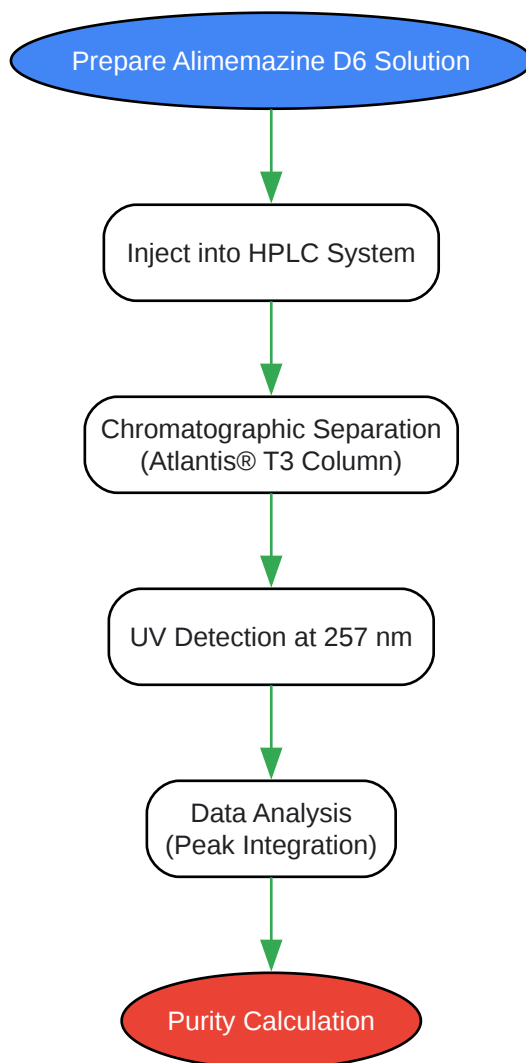 Prepare Alimemazine D6 Solution
Inject into HPLC System
Chromatographic Separation
(Atlantis® T3 Column)
UV Detection at 257 nm
Data Analysis
(Peak Integration)
Purity Calculation